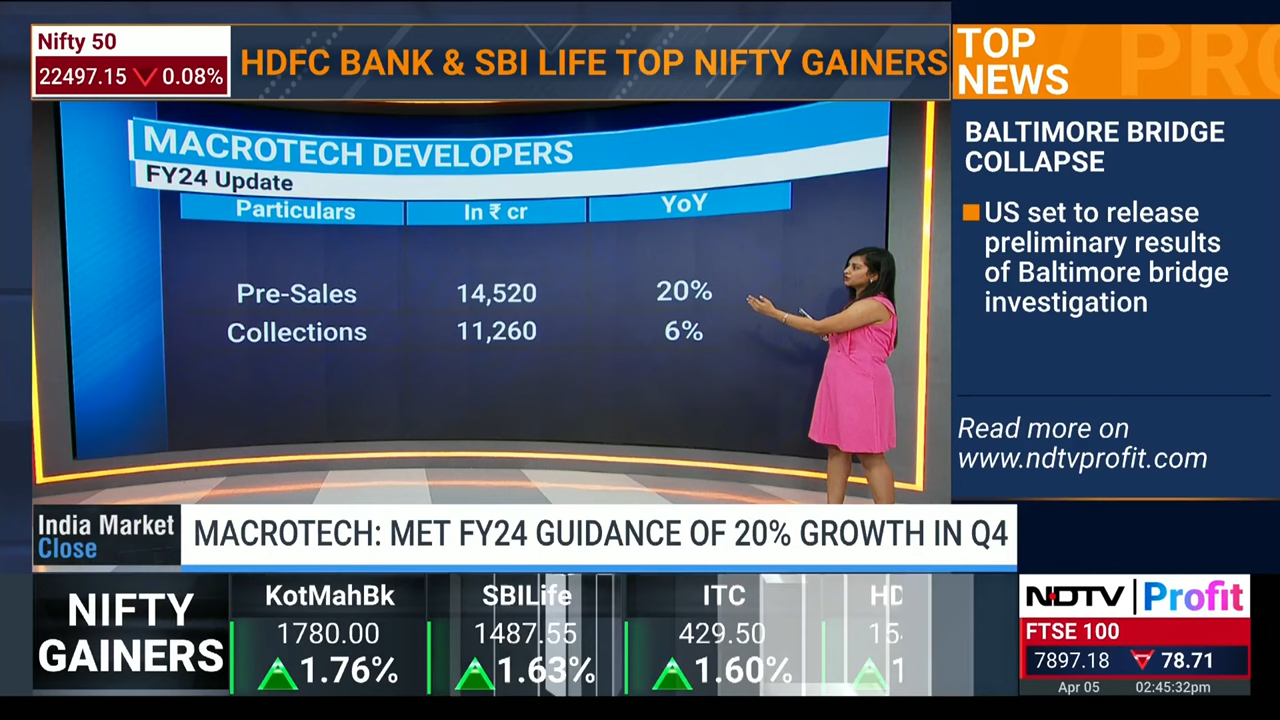 Nifty 50
22497.15 0.08%
HDFC BANK & SBI LIFE TOP NIFTY GAINERS
TOP
NEWS
BALTIMORE BRIDGE
COLLAPSE
US set to release
preliminary results
of Baltimore bridge
investigation
Read more on
www.ndtvprofit.com
MACROTECH DEVELOPERS
FY24 Update
Particulars In ₹ cr YoY
Pre-Sales 14,520 20%
Collections 11,260 6%
India Market
Close
MACROTECH: MET FY24 GUIDANCE OF 20% GROWTH IN Q4
NIFTY
GAINERS
KotMahBk
1780.00
1.76%
SBILife
1487.55
1.63%
ITC
429.50
1.60%
HD
15
1
NDTV Profit
FTSE 100
7897.18 78.71
Apr 05 02:45:32pm